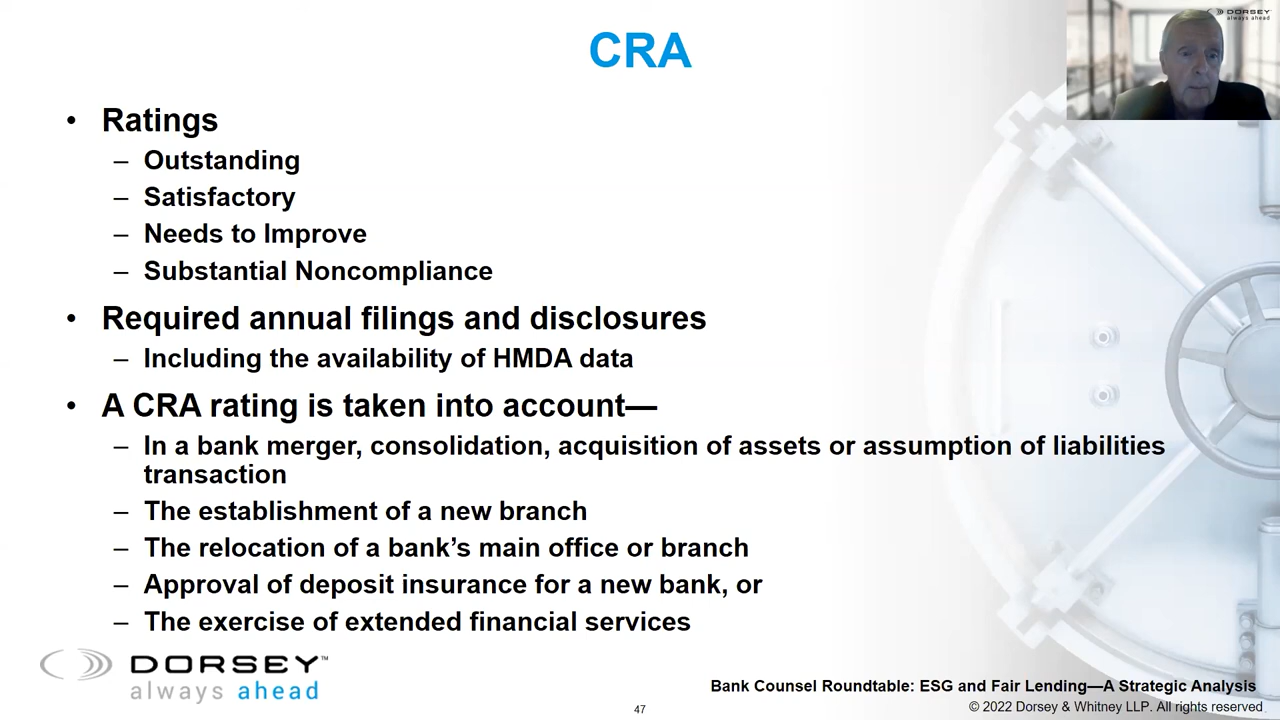 CRA
DORSEY
always ahead
• Ratings
– Outstanding
– Satisfactory
– Needs to Improve
– Substantial Noncompliance
• Required annual filings and disclosures
– Including the availability of HMDA data
• A CRA rating is taken into account—
– In a bank merger, consolidation, acquisition of assets or assumption of liabilities
transaction
– The establishment of a new branch
– The relocation of a bank’s main office or branch
– Approval of deposit insurance for a new bank, or
– The exercise of extended financial services
DORSEY™
always ahead
Bank Counsel Roundtable: ESG and Fair Lending—A Strategic Analysis
47
© 2022 Dorsey & Whitney LLP. All rights reserved